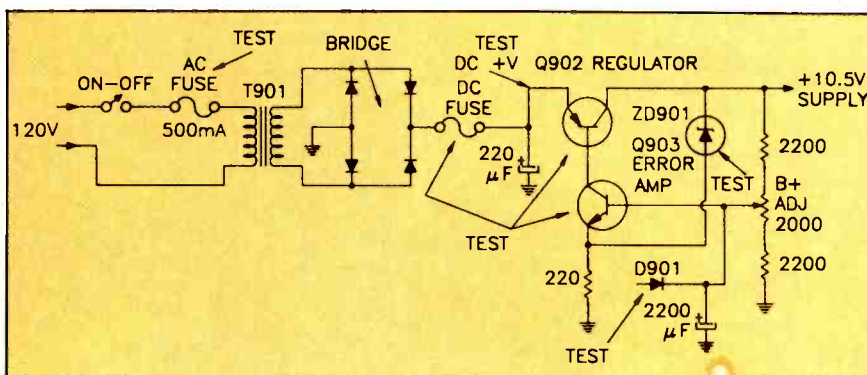 TEST
AC
FUSE
BRIDGE
TEST
DC +V
Q902 REGULATOR
ON-OFF
T901
DC
FUSE
+10.5V
SUPPLY
120V
500mA
ZD901
2200
220
μF
+
Q903
ERROR
AMP
TEST
B+
ADJ
2000
TEST
220
D901
2200
2200
μF
+
TEST